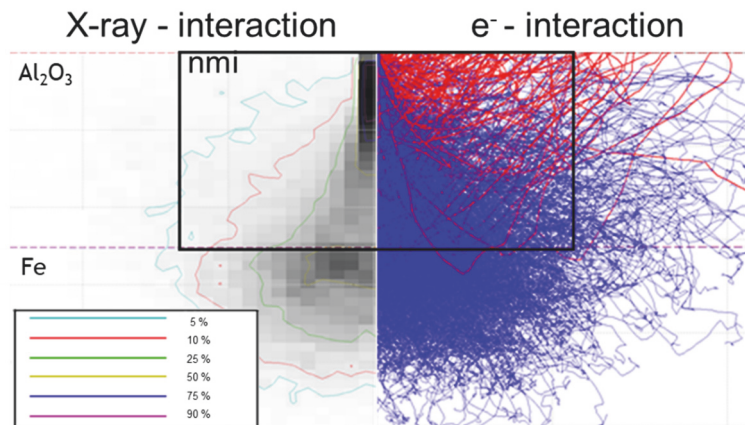 X-ray - interaction
e⁻ - interaction
nmi
Al₂O₃
Fe
5 %
10 %
25 %
50 %
75 %
90 %